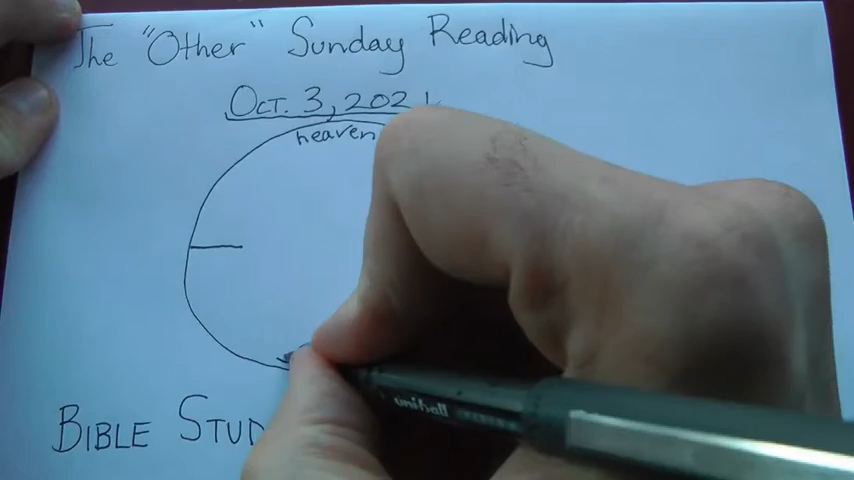 The "Other" Sunday Reading
Oct. 3, 202
heaven
BIBLE STUD
uniball